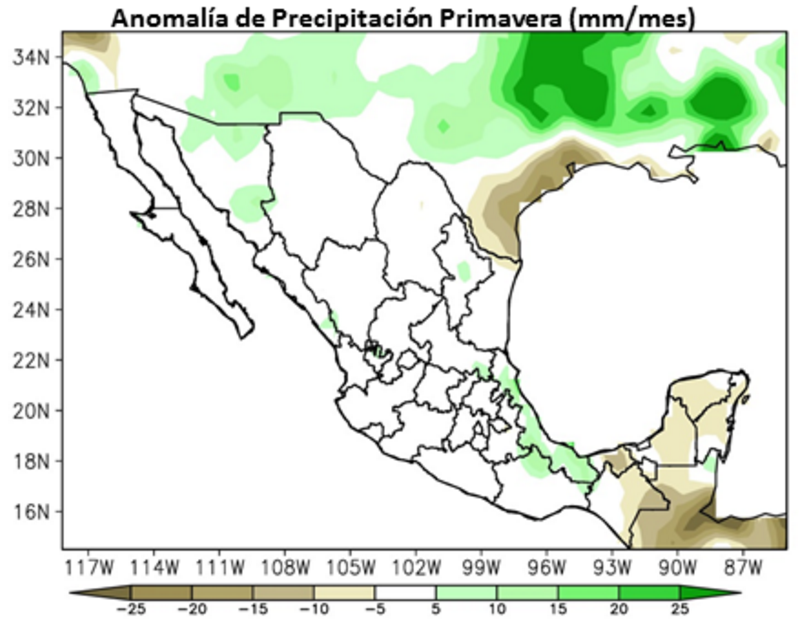 Anomalía de Precipitación Primavera (mm/mes)
34N
32N
30N
28N
26N
24N
22N
20N
18N
16N
117W 114W 111W 108W 105W 102W 99W 96W 93W 90W 87W
−25 −20 −15 −10 −5 5 10 15 20 25